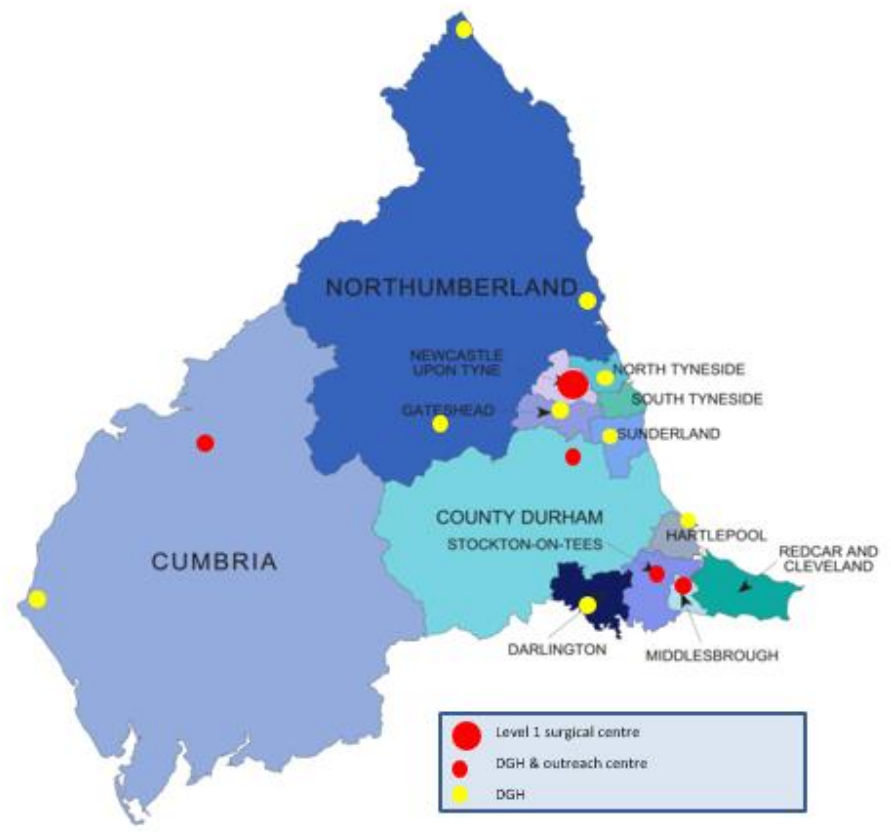 NORTHUMBERLAND
NEWCASTLE
UPON TYNE
NORTH TYNESIDE
SOUTH TYNESIDE
GATESHEAD
SUNDERLAND
COUNTY DURHAM
STOCKTON-ON-TEES
HARTLEPOOL
REDCAR AND
CLEVELAND
CUMBRIA
DARLINGTON
MIDDLESBROUGH
Level 1 surgical centre
DGH & outreach centre
DGH